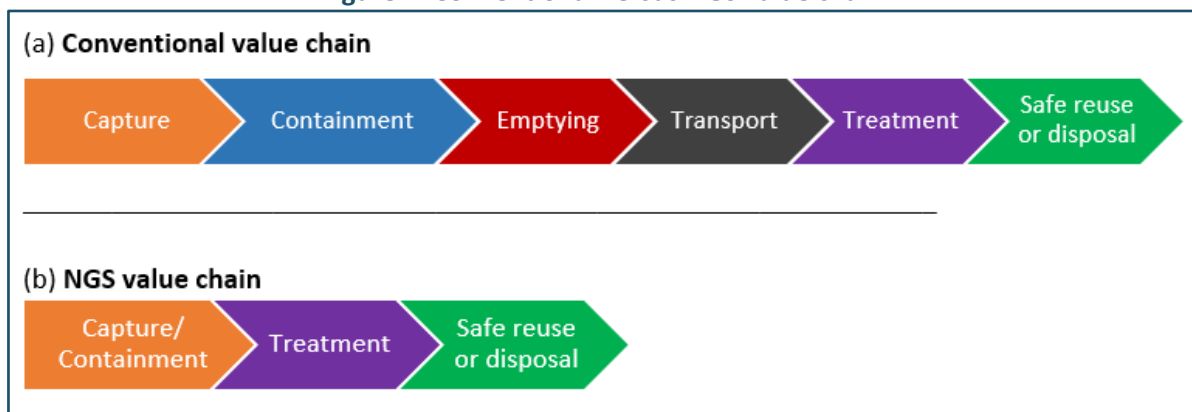 (a) Conventional value chain
Capture
Containment
Emptying
Transport
Treatment
Safe reuse
or disposal
(b) NGS value chain
Capture/
Containment
Treatment
Safe reuse
or disposal